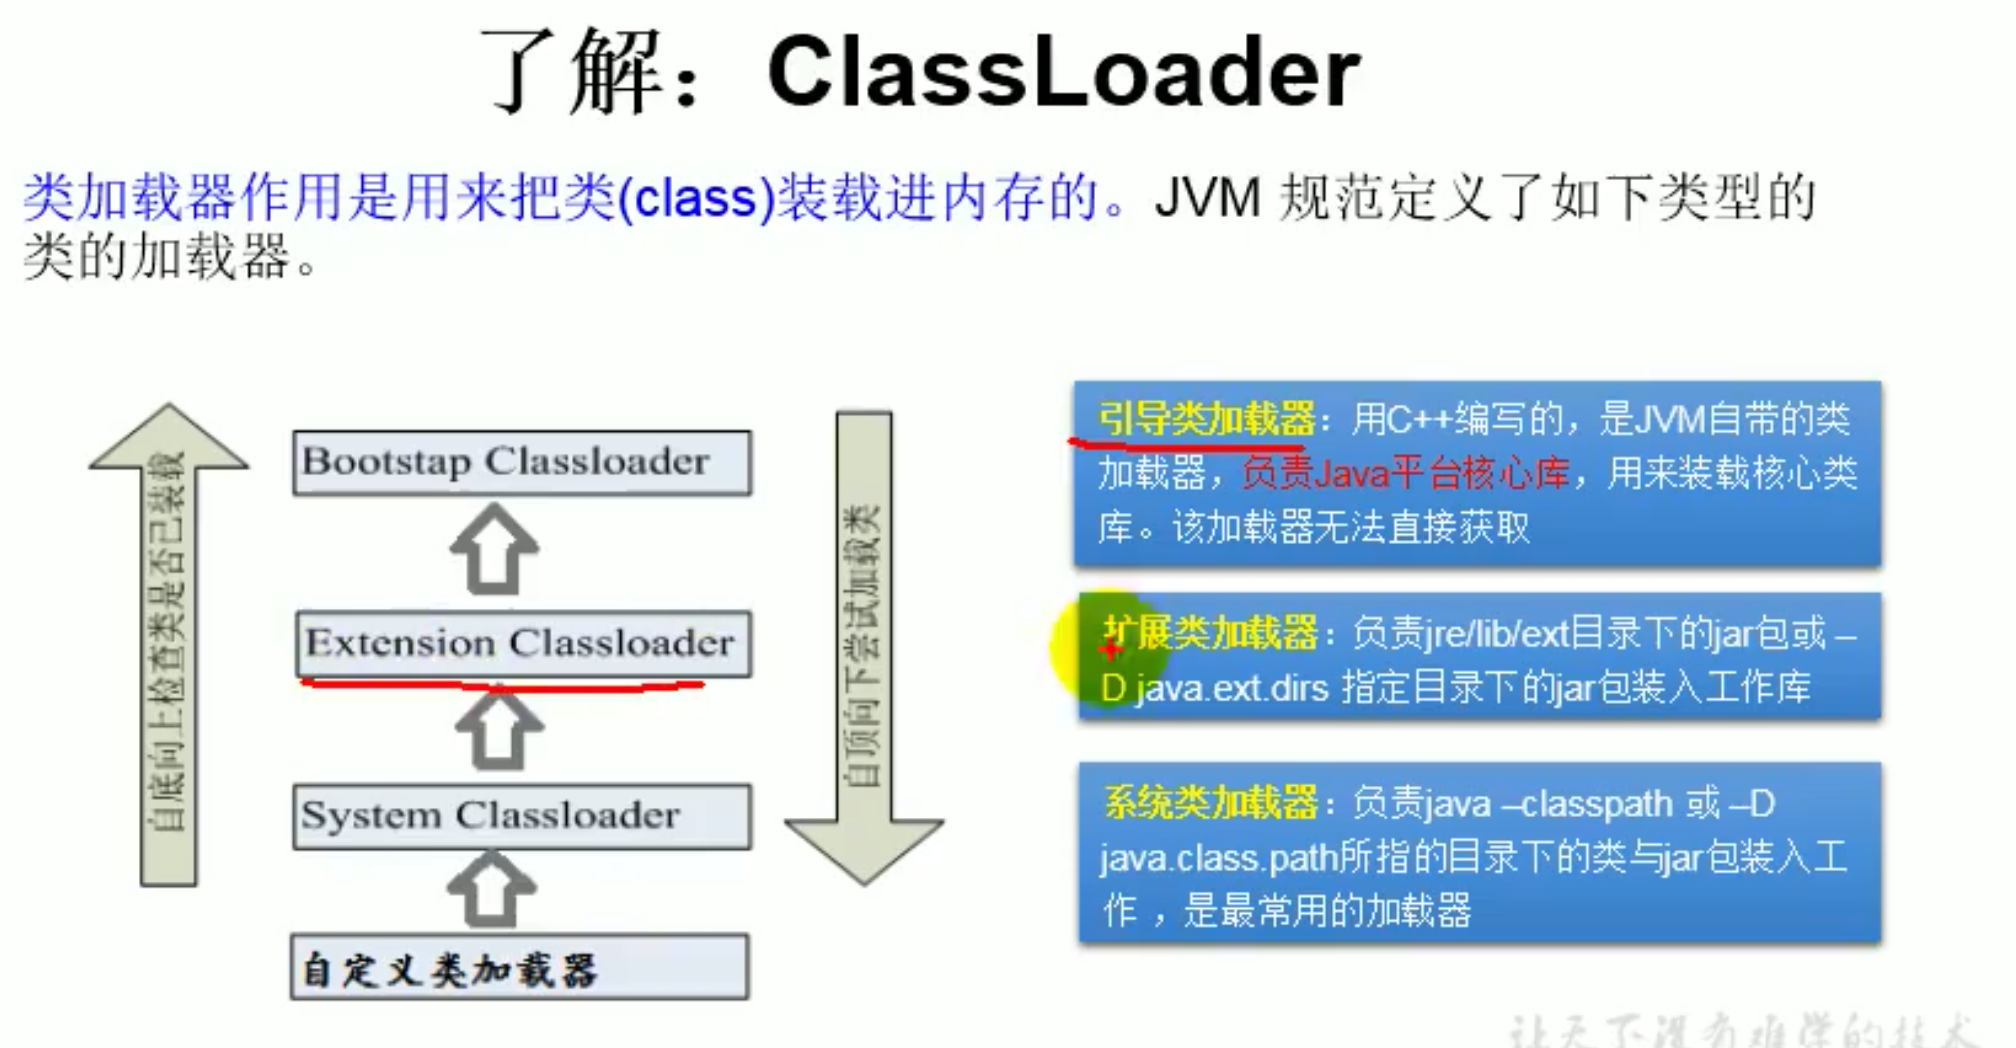 了解：ClassLoader
类加载器作用是用来把类(class)装载进内存的。JVM 规范定义了如下类型的
类的加载器。
自底向上检查类是否已装载
Bootstap Classloader
Extension Classloader
System Classloader
自定义类加载器
自顶向下尝试加载类
引导类加载器：用C++编写的，是JVM自带的类
加载器，负责Java平台核心库，用来装载核心类
库。该加载器无法直接获取
扩展类加载器：负责jre/lib/ext目录下的jar包或 –
D java.ext.dirs 指定目录下的jar包装入工作库
系统类加载器：负责java –classpath 或 –D
java.class.path所指的目录下的类与jar包装入工
作 ，是最常用的加载器
让天下没有难学的技术